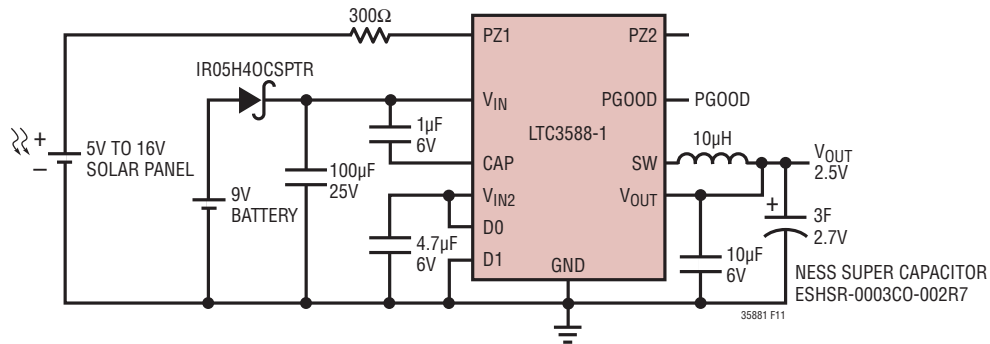 300Ω
PZ1
PZ2
IR05H4OCSPTR
VIN
PGOOD
PGOOD
LTC3588-1
1µF
6V
10µH
CAP
SW
VOUT
2.5V
+
–
5V TO 16V
SOLAR PANEL
100µF
25V
VIN2
VOUT
9V
BATTERY
D0
+
3F
2.7V
4.7µF
6V
D1
GND
10µF
6V
NESS SUPER CAPACITOR
ESHSR-0003CO-002R7
35881 F11